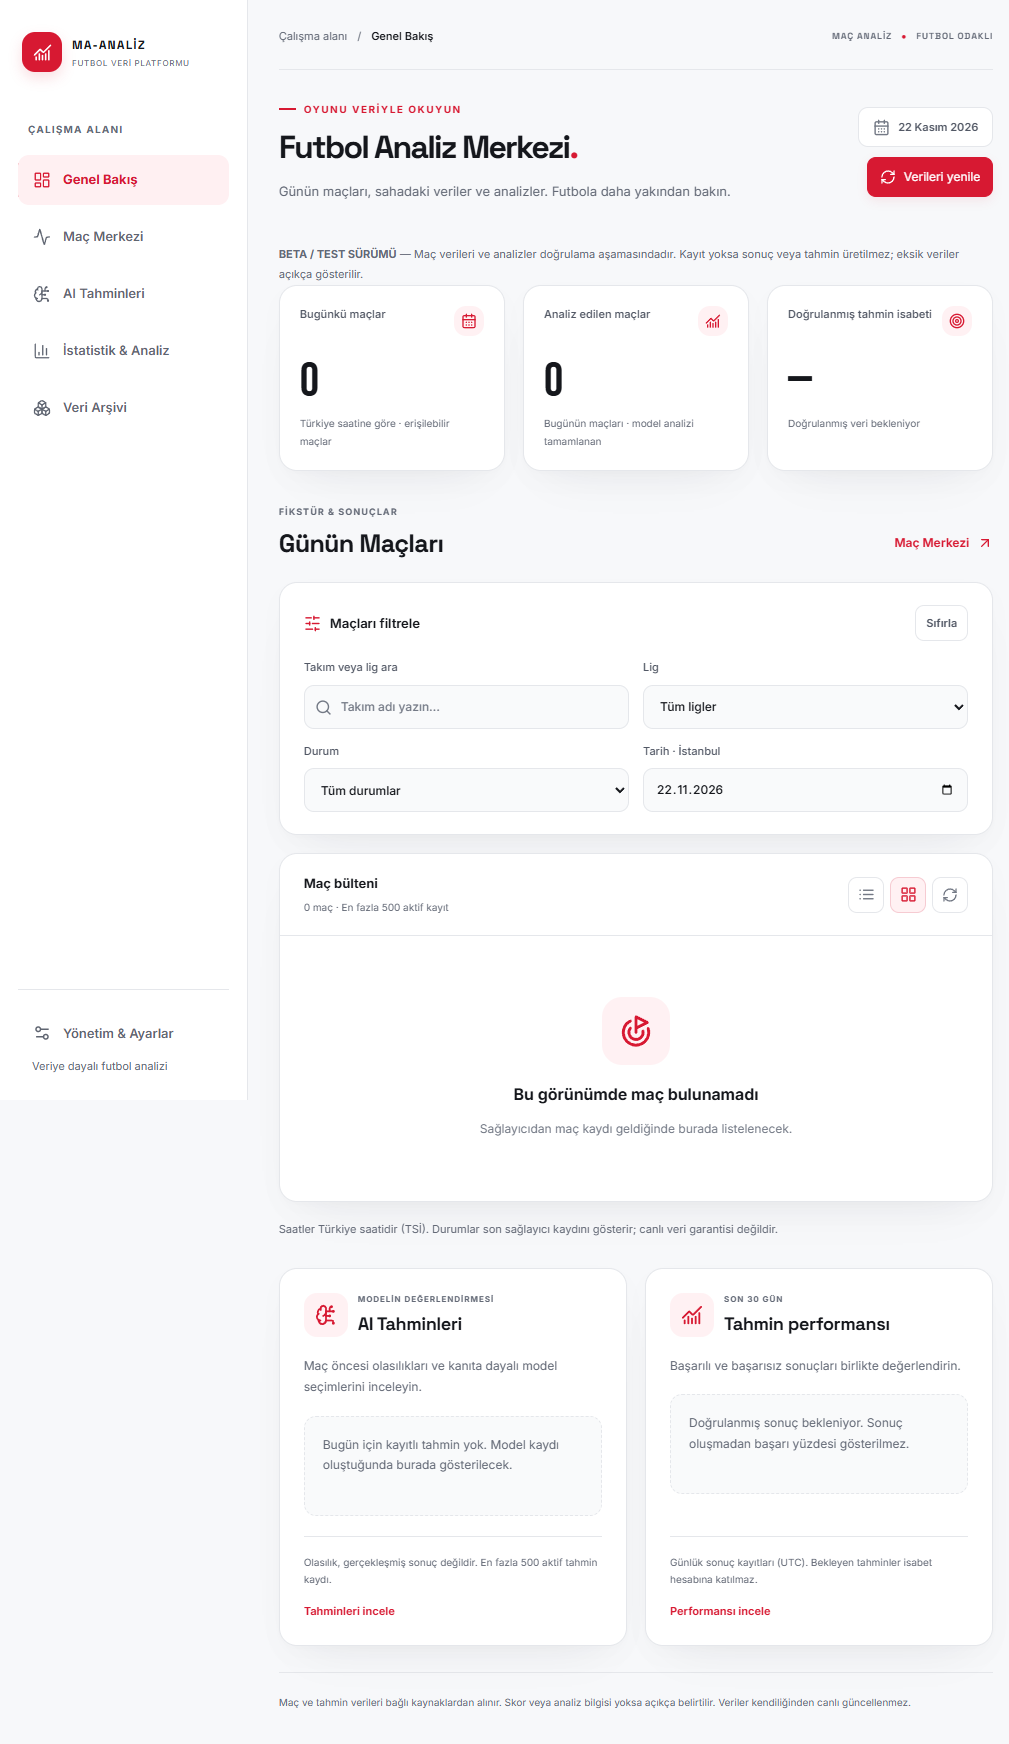 MA-ANALİZ
FUTBOL VERİ PLATFORMU
ÇALIŞMA ALANI
Genel Bakış
Maç Merkezi
AI Tahminleri
İstatistik & Analiz
Veri Arşivi
Yönetim & Ayarlar
Veriye dayalı futbol analizi
Çalışma alanı / Genel Bakış
MAÇ ANALİZ • FUTBOL ODAKLI
OYUNU VERİYLE OKUYUN
Futbol Analiz Merkezi.
Günün maçları, sahadaki veriler ve analizler. Futbola daha yakından bakın.
22 Kasım 2026
Verileri yenile
BETA / TEST SÜRÜMÜ — Maç verileri ve analizler doğrulama aşamasındadır. Kayıt yoksa sonuç veya tahmin üretilmez; eksik veriler
açıkça gösterilir.
Bugünkü maçlar
0
Türkiye saatine göre · erişilebilir
maçlar
Analiz edilen maçlar
0
Bugünün maçları · model analizi
tamamlanan
Doğrulanmış tahmin isabeti
—
Doğrulanmış veri bekleniyor
FİKSTÜR & SONUÇLAR
Günün Maçları
Maç Merkezi
Maçları filtrele
Sıfırla
Takım veya lig ara
Takım adı yazın...
Lig
Tüm ligler
Durum
Tüm durumlar
Tarih · İstanbul
22.11.2026
Maç bülteni
0 maç · En fazla 500 aktif kayıt
Bu görünümde maç bulunamadı
Sağlayıcıdan maç kaydı geldiğinde burada listelenecek.
Saatler Türkiye saatidir (TSİ). Durumlar son sağlayıcı kaydını gösterir; canlı veri garantisi değildir.
MODELİN DEĞERLENDİRMESİ
AI Tahminleri
Maç öncesi olasılıkları ve kanıta dayalı model
seçimlerini inceleyin.
Bugün için kayıtlı tahmin yok. Model kaydı
oluştuğunda burada gösterilecek.
Olasılık, gerçekleşmiş sonuç değildir. En fazla 500 aktif tahmin
kaydı.
Tahminleri incele
SON 30 GÜN
Tahmin performansı
Başarılı ve başarısız sonuçları birlikte değerlendirin.
Doğrulanmış sonuç bekleniyor. Sonuç
oluşmadan başarı yüzdesi gösterilmez.
Günlük sonuç kayıtları (UTC). Bekleyen tahminler isabet
hesabına katılmaz.
Performansı incele
Maç ve tahmin verileri bağlı kaynaklardan alınır. Skor veya analiz bilgisi yoksa açıkça belirtilir. Veriler kendiliğinden canlı güncellenmez.